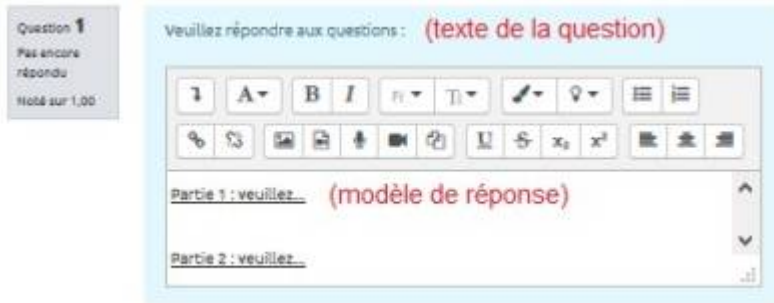 Question 1
Pas encore
répondu
Noté sur 1,00
Veuillez répondre aux questions : (texte de la question)
Partie 1 : veuillez... (modèle de réponse)
Partie 2 : veuillez...